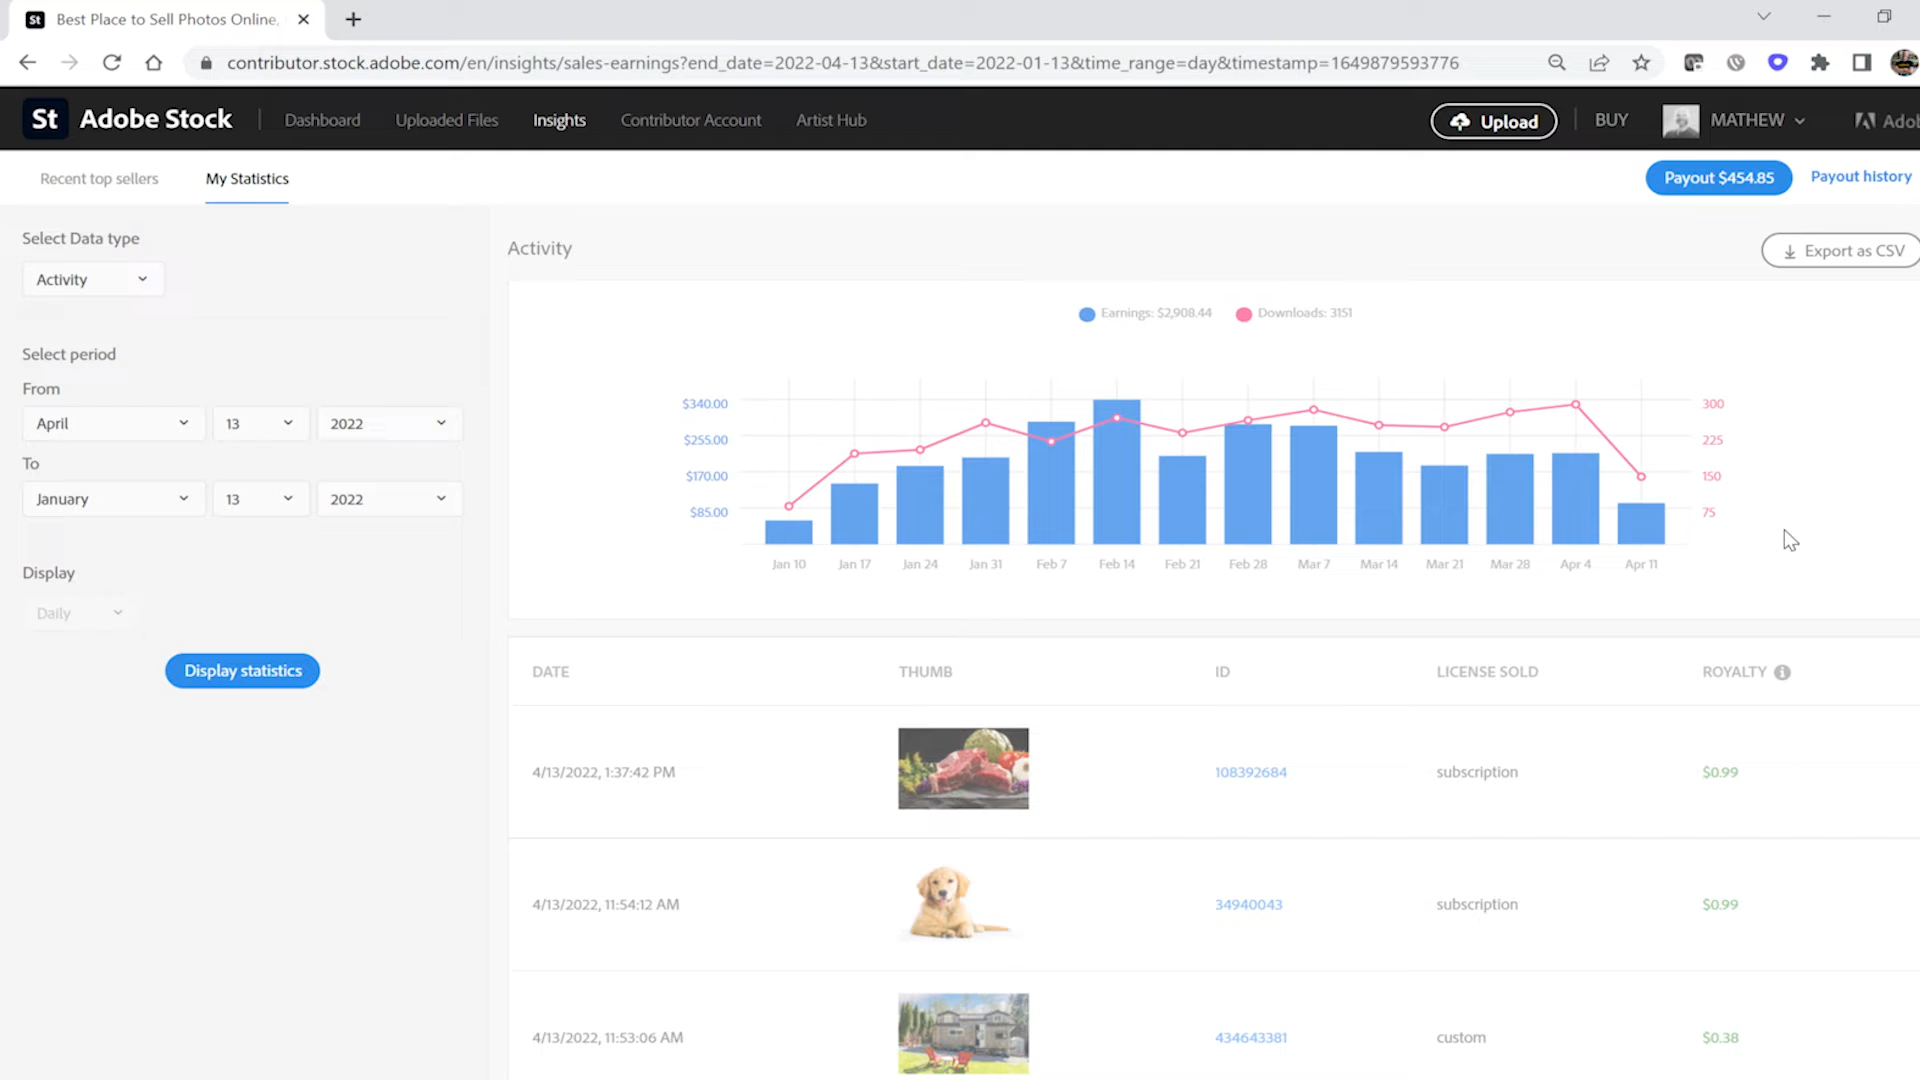 St Best Place to Sell Photos Online,
contributor.stock.adobe.com/en/insights/sales-earnings?end_date=2022-04-13&start_date=2022-01-13&time_range=day&timestamp=1649879593776
St Adobe Stock Dashboard Uploaded Files Insights Contributor Account Artist Hub Upload BUY MATHEW Adob
Recent top sellers My Statistics Payout $454.85 Payout history
Select Data type
Activity
Select period
From
April 13 2022
To
January 13 2022
Display
Daily
Display statistics
Activity Export as CSV
Earnings: $2,908.44 Downloads: 3151
$340.00 300
$255.00 225
$170.00 150
$85.00 75
Jan 10 Jan 17 Jan 24 Jan 31 Feb 7 Feb 14 Feb 21 Feb 28 Mar 7 Mar 14 Mar 21 Mar 28 Apr 4 Apr 11
DATE THUMB ID LICENSE SOLD ROYALTY
4/13/2022, 1:37:42 PM 108392684 subscription $0.99
4/13/2022, 11:54:12 AM 34940043 subscription $0.99
4/13/2022, 11:53:06 AM 434643381 custom $0.38